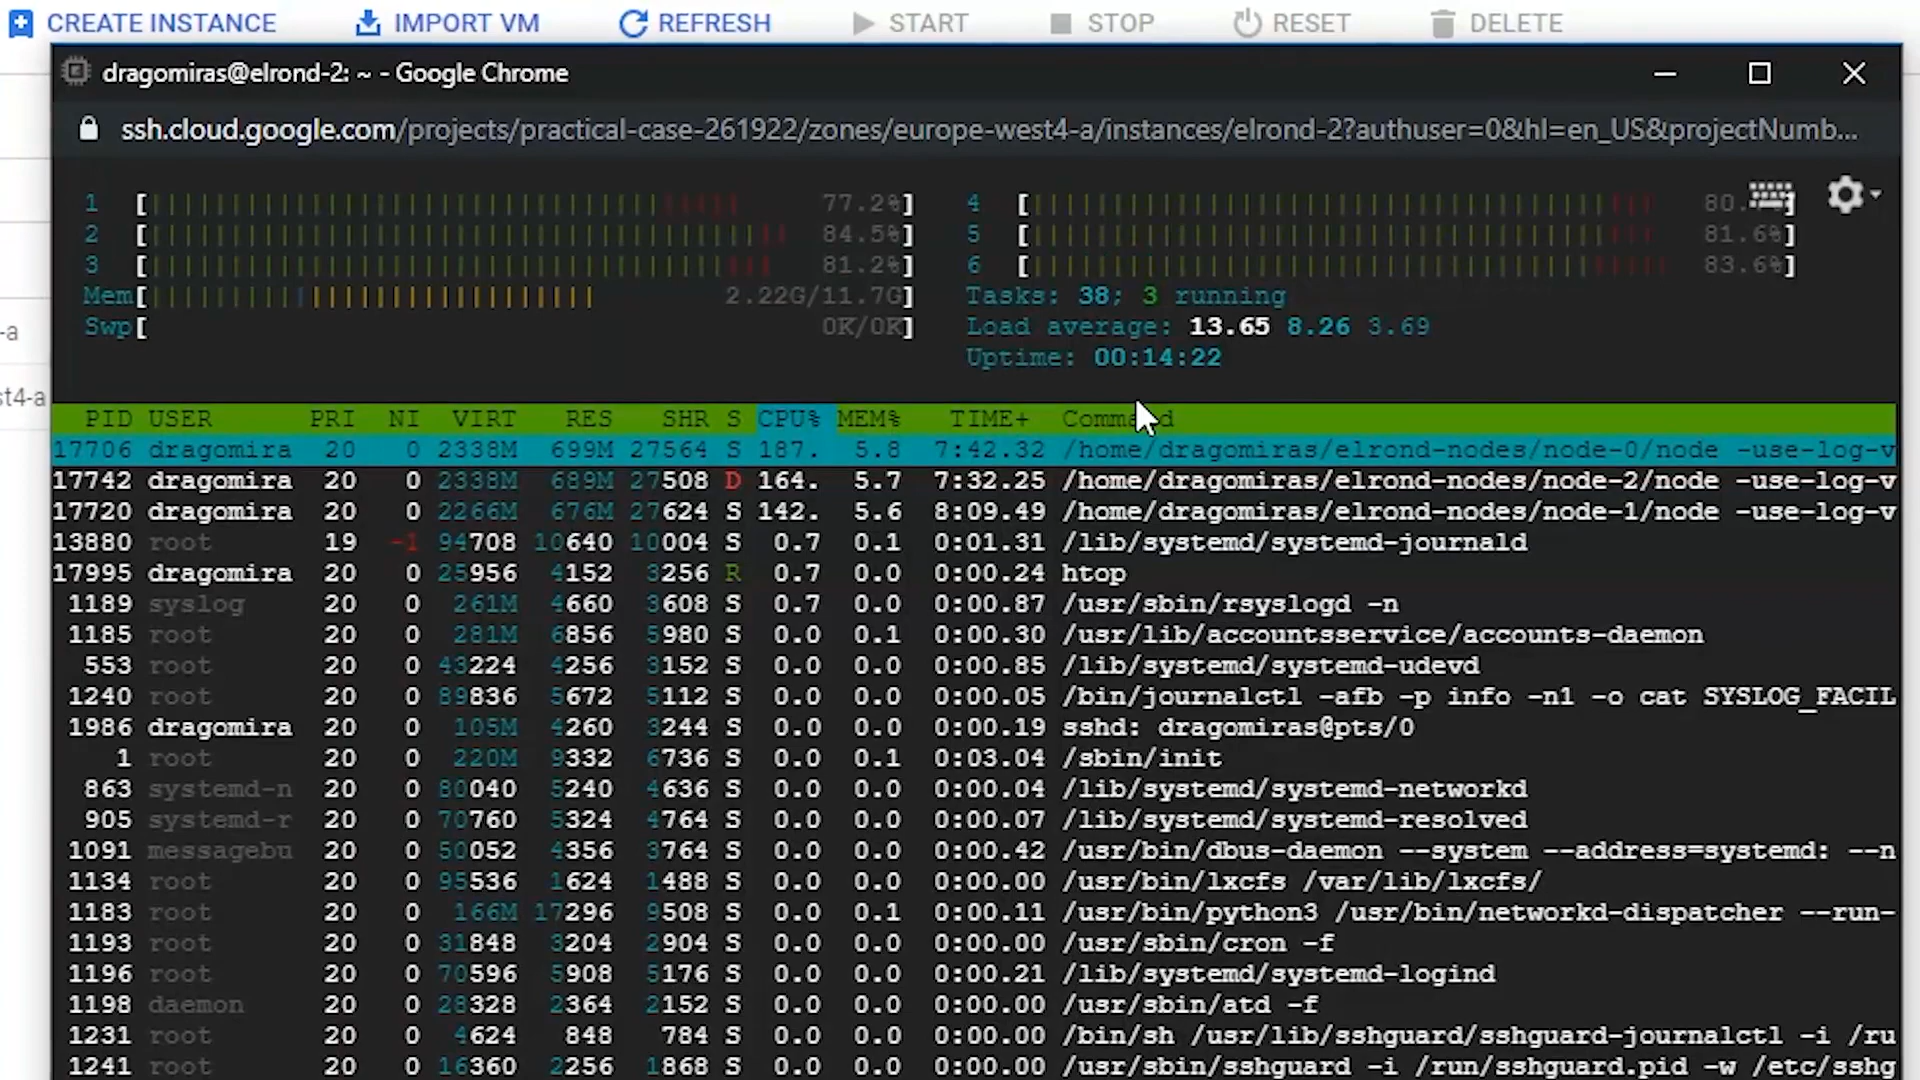 CREATE INSTANCE IMPORT VM REFRESH START STOP RESET DELETE
dragomiras@elrond-2: ~ - Google Chrome
ssh.cloud.google.com/projects/practical-case-261922/zones/europe-west4-a/instances/elrond-2?authuser=0&hl=en_US&projectNumb...
1 [ 77.2%] 4 [ 80. ]
2 [ 84.5%] 5 [ 81.6%]
3 [ 81.2%] 6 [ 83.6%]
Mem[ 2.22G/11.7G] Tasks: 38; 3 running
Swp[ 0K/0K] Load average: 13.65 8.26 3.69
Uptime: 00:14:22
-a
st4-a
PID USER PRI NI VIRT RES SHR S CPU% MEM% TIME+ Command
17706 dragomira 20 0 2338M 699M 27564 S 187. 5.8 7:42.32 /home/dragomiras/elrond-nodes/node-0/node -use-log-v
17742 dragomira 20 0 2338M 689M 27508 D 164. 5.7 7:32.25 /home/dragomiras/elrond-nodes/node-2/node -use-log-v
17720 dragomira 20 0 2266M 676M 27624 S 142. 5.6 8:09.49 /home/dragomiras/elrond-nodes/node-1/node -use-log-v
13880 root 19 -1 94708 10640 10004 S 0.7 0.1 0:01.31 /lib/systemd/systemd-journald
17995 dragomira 20 0 25956 4152 3256 R 0.7 0.0 0:00.24 htop
1189 syslog 20 0 261M 4660 3608 S 0.7 0.0 0:00.87 /usr/sbin/rsyslogd -n
1185 root 20 0 281M 6856 5980 S 0.0 0.1 0:00.30 /usr/lib/accountsservice/accounts-daemon
553 root 20 0 43224 4256 3152 S 0.0 0.0 0:00.85 /lib/systemd/systemd-udevd
1240 root 20 0 89836 5672 5112 S 0.0 0.0 0:00.05 /bin/journalctl -afb -p info -n1 -o cat SYSLOG_FACIL
1986 dragomira 20 0 105M 4260 3244 S 0.0 0.0 0:00.19 sshd: dragomiras@pts/0
1 root 20 0 220M 9332 6736 S 0.0 0.1 0:03.04 /sbin/init
863 systemd-n 20 0 80040 5240 4636 S 0.0 0.0 0:00.04 /lib/systemd/systemd-networkd
905 systemd-r 20 0 70760 5324 4764 S 0.0 0.0 0:00.07 /lib/systemd/systemd-resolved
1091 messagebu 20 0 50052 4356 3764 S 0.0 0.0 0:00.42 /usr/bin/dbus-daemon --system --address=systemd: --n
1134 root 20 0 95536 1624 1488 S 0.0 0.0 0:00.00 /usr/bin/lxcfs /var/lib/lxcfs/
1183 root 20 0 166M 17296 9508 S 0.0 0.1 0:00.11 /usr/bin/python3 /usr/bin/networkd-dispatcher --run-
1193 root 20 0 31848 3204 2904 S 0.0 0.0 0:00.00 /usr/sbin/cron -f
1196 root 20 0 70596 5908 5176 S 0.0 0.0 0:00.21 /lib/systemd/systemd-logind
1198 daemon 20 0 28328 2364 2152 S 0.0 0.0 0:00.00 /usr/sbin/atd -f
1231 root 20 0 4624 848 784 S 0.0 0.0 0:00.00 /bin/sh /usr/lib/sshguard/sshguard-journalctl -i /ru
1241 root 20 0 16360 2256 1868 S 0.0 0.0 0:00.00 /usr/sbin/sshguard -i /run/sshguard.pid -w /etc/sshg